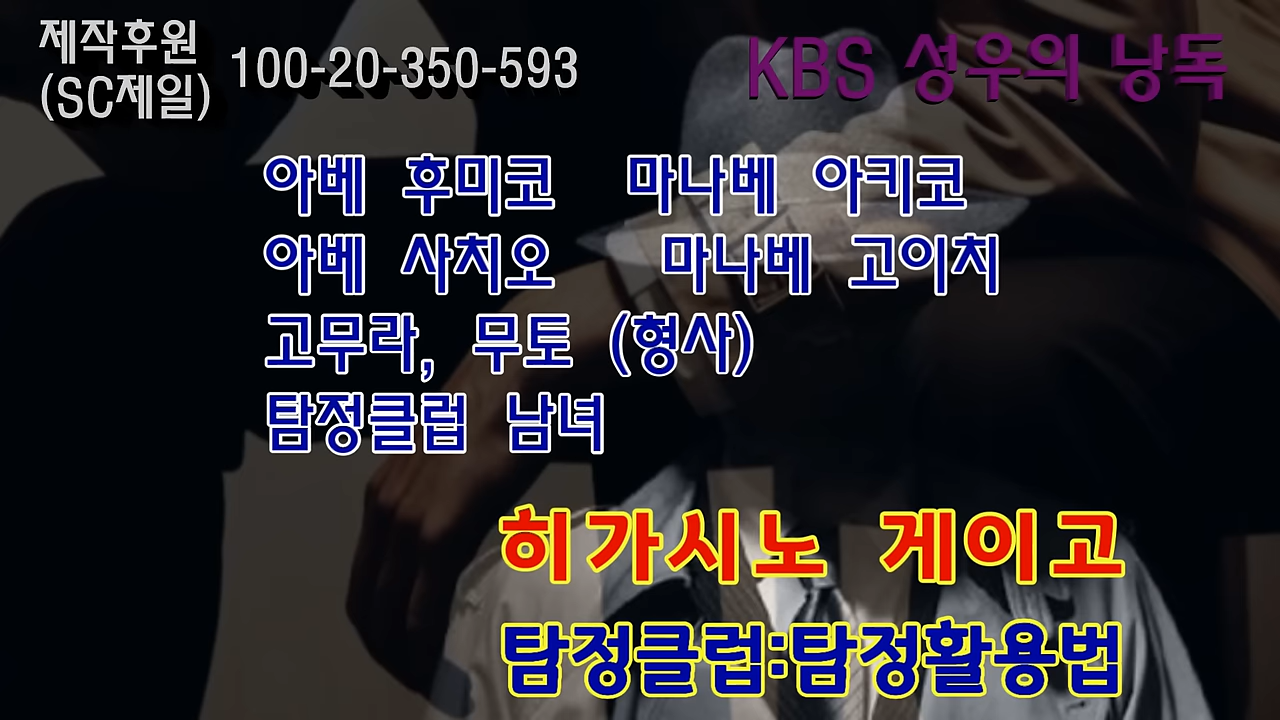 제작후원
(SC제일)
100-20-350-593
KBS 성우의 낭독
아베 후미코 마나베 아키코
아베 사치오 마나베 고이치
고무라, 무토 (형사)
탐정클럽 남녀
히가시노 게이고
탐정클럽:탐정활용법